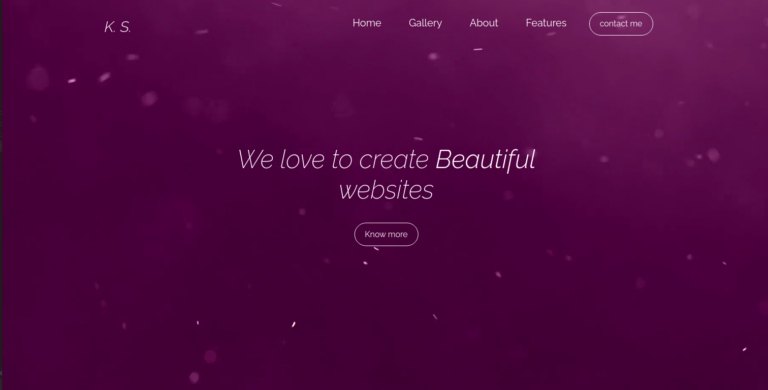 K. S.
Home Gallery About Features contact me
We love to create Beautiful
websites
Know more